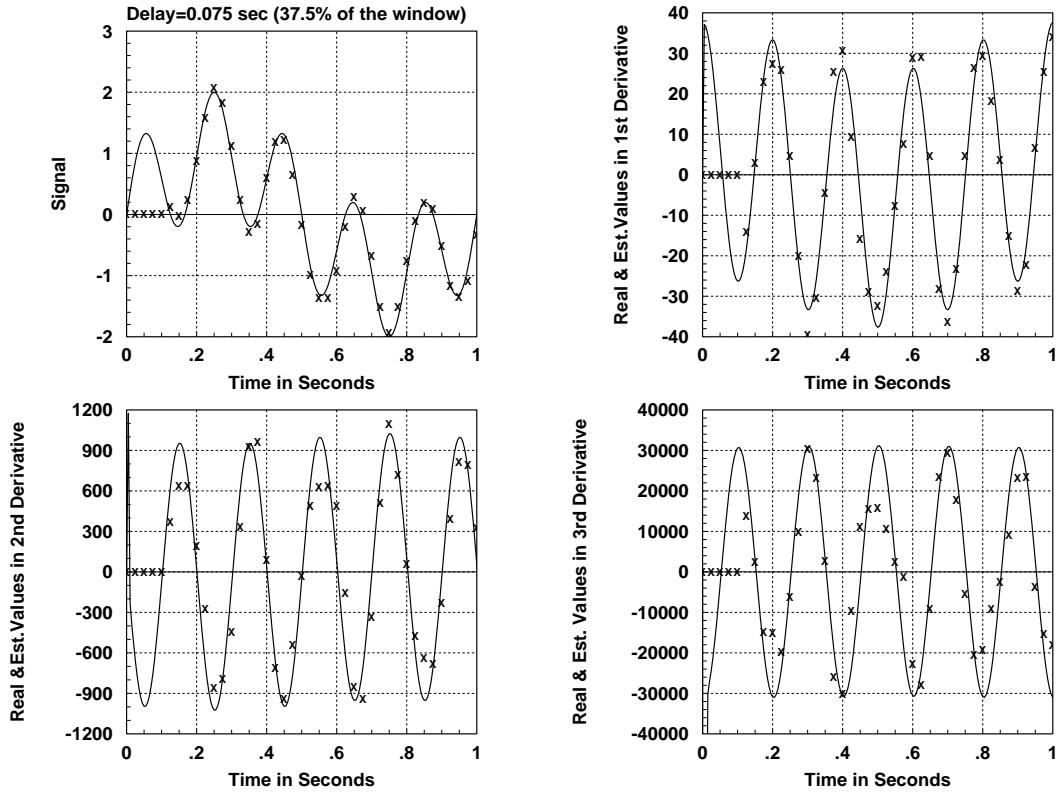 Delay=0.075 sec (37.5% of the window)
3
2
1
0
-1
-2
Signal
0 .2 .4 .6 .8 1
Time in Seconds
40
30
20
10
0
-10
-20
-30
-40
Real & Est.Values in 1st Derivative
0 .2 .4 .6 .8 1
Time in Seconds
1200
900
600
300
0
-300
-600
-900
-1200
Real &Est.Values in 2nd Derivative
0 .2 .4 .6 .8 1
Time in Seconds
40000
30000
20000
10000
0
-10000
-20000
-30000
-40000
Real & Est. Values in 3rd Derivative
0 .2 .4 .6 .8 1
Time in Seconds